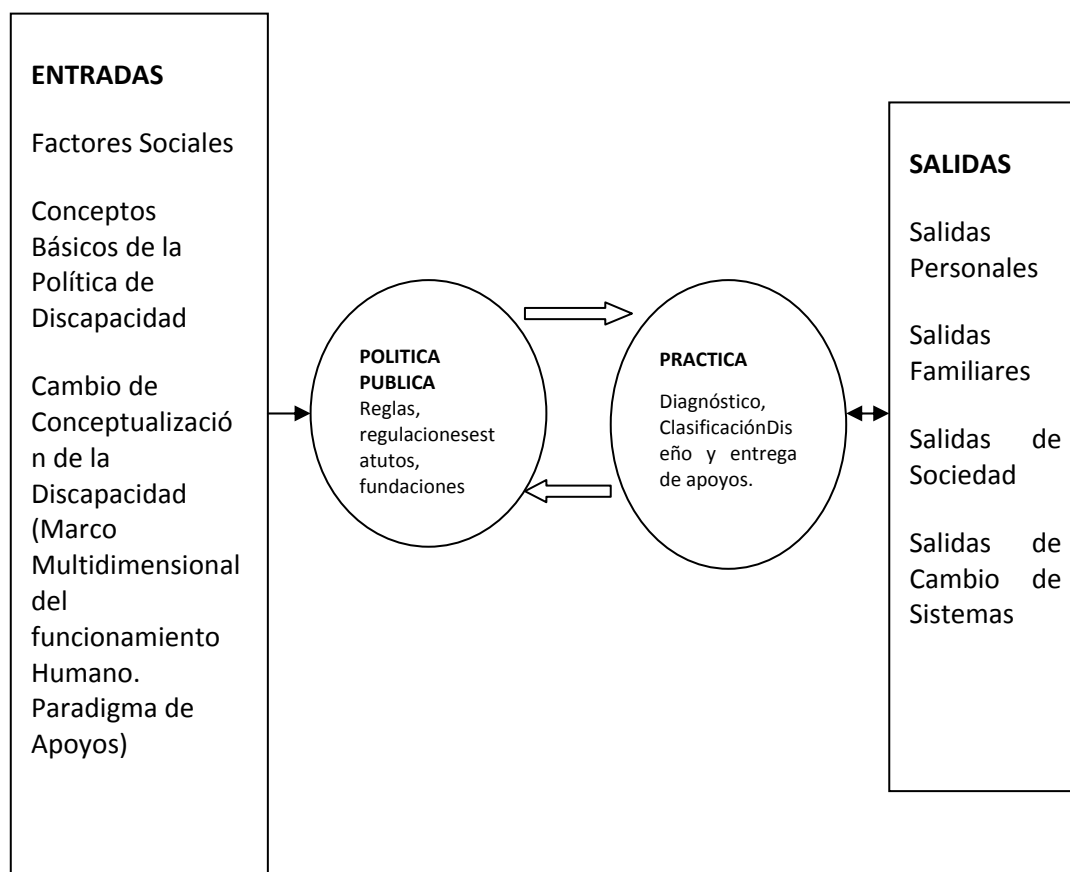 ENTRADAS
Factores Sociales
Conceptos
Básicos de la
Política de
Discapacidad
Cambio de
Conceptualizació
n de la
Discapacidad
(Marco
Multidimensional
del
funcionamiento
Humano.
Paradigma de
Apoyos)
POLITICA
PUBLICA
Reglas,
regulacionesest
atutos,
fundaciones
PRACTICA
Diagnóstico,
ClasificaciónDis
eño y entrega
de apoyos.
SALIDAS
Salidas
Personales
Salidas
Familiares
Salidas de
Sociedad
Salidas de
Cambio de
Sistemas